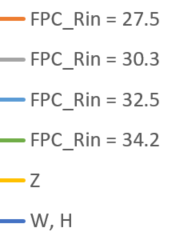 FPC_Rin = 27.5
FPC_Rin = 30.3
FPC_Rin = 32.5
FPC_Rin = 34.2
Z
W, H